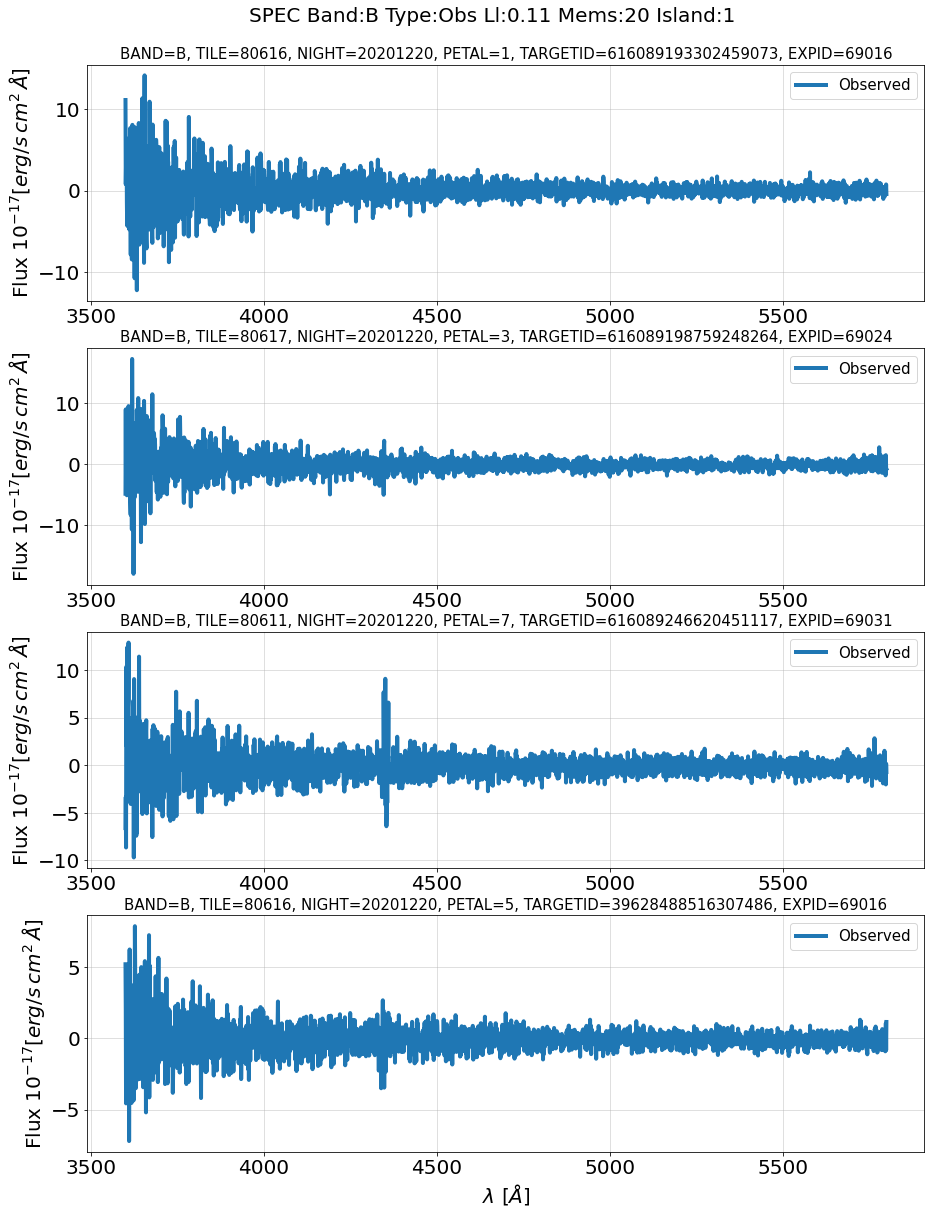 SPEC Band:B Type:Obs Ll:0.11 Mems:20 Island:1
BAND=B, TILE=80616, NIGHT=20201220, PETAL=1, TARGETID=616089193302459073, EXPID=69016
Flux 10^{-17}[erg/s cm^2 Å]
10
0
−10
Observed
3500 4000 4500 5000 5500
BAND=B, TILE=80617, NIGHT=20201220, PETAL=3, TARGETID=616089198759248264, EXPID=69024
Flux 10^{-17}[erg/s cm^2 Å]
10
0
−10
Observed
3500 4000 4500 5000 5500
BAND=B, TILE=80611, NIGHT=20201220, PETAL=7, TARGETID=616089246620451117, EXPID=69031
Flux 10^{-17}[erg/s cm^2 Å]
10
5
0
−5
−10
Observed
3500 4000 4500 5000 5500
BAND=B, TILE=80616, NIGHT=20201220, PETAL=5, TARGETID=39628488516307486, EXPID=69016
Flux 10^{-17}[erg/s cm^2 Å]
5
0
−5
Observed
3500 4000 4500 5000 5500
λ [Å]